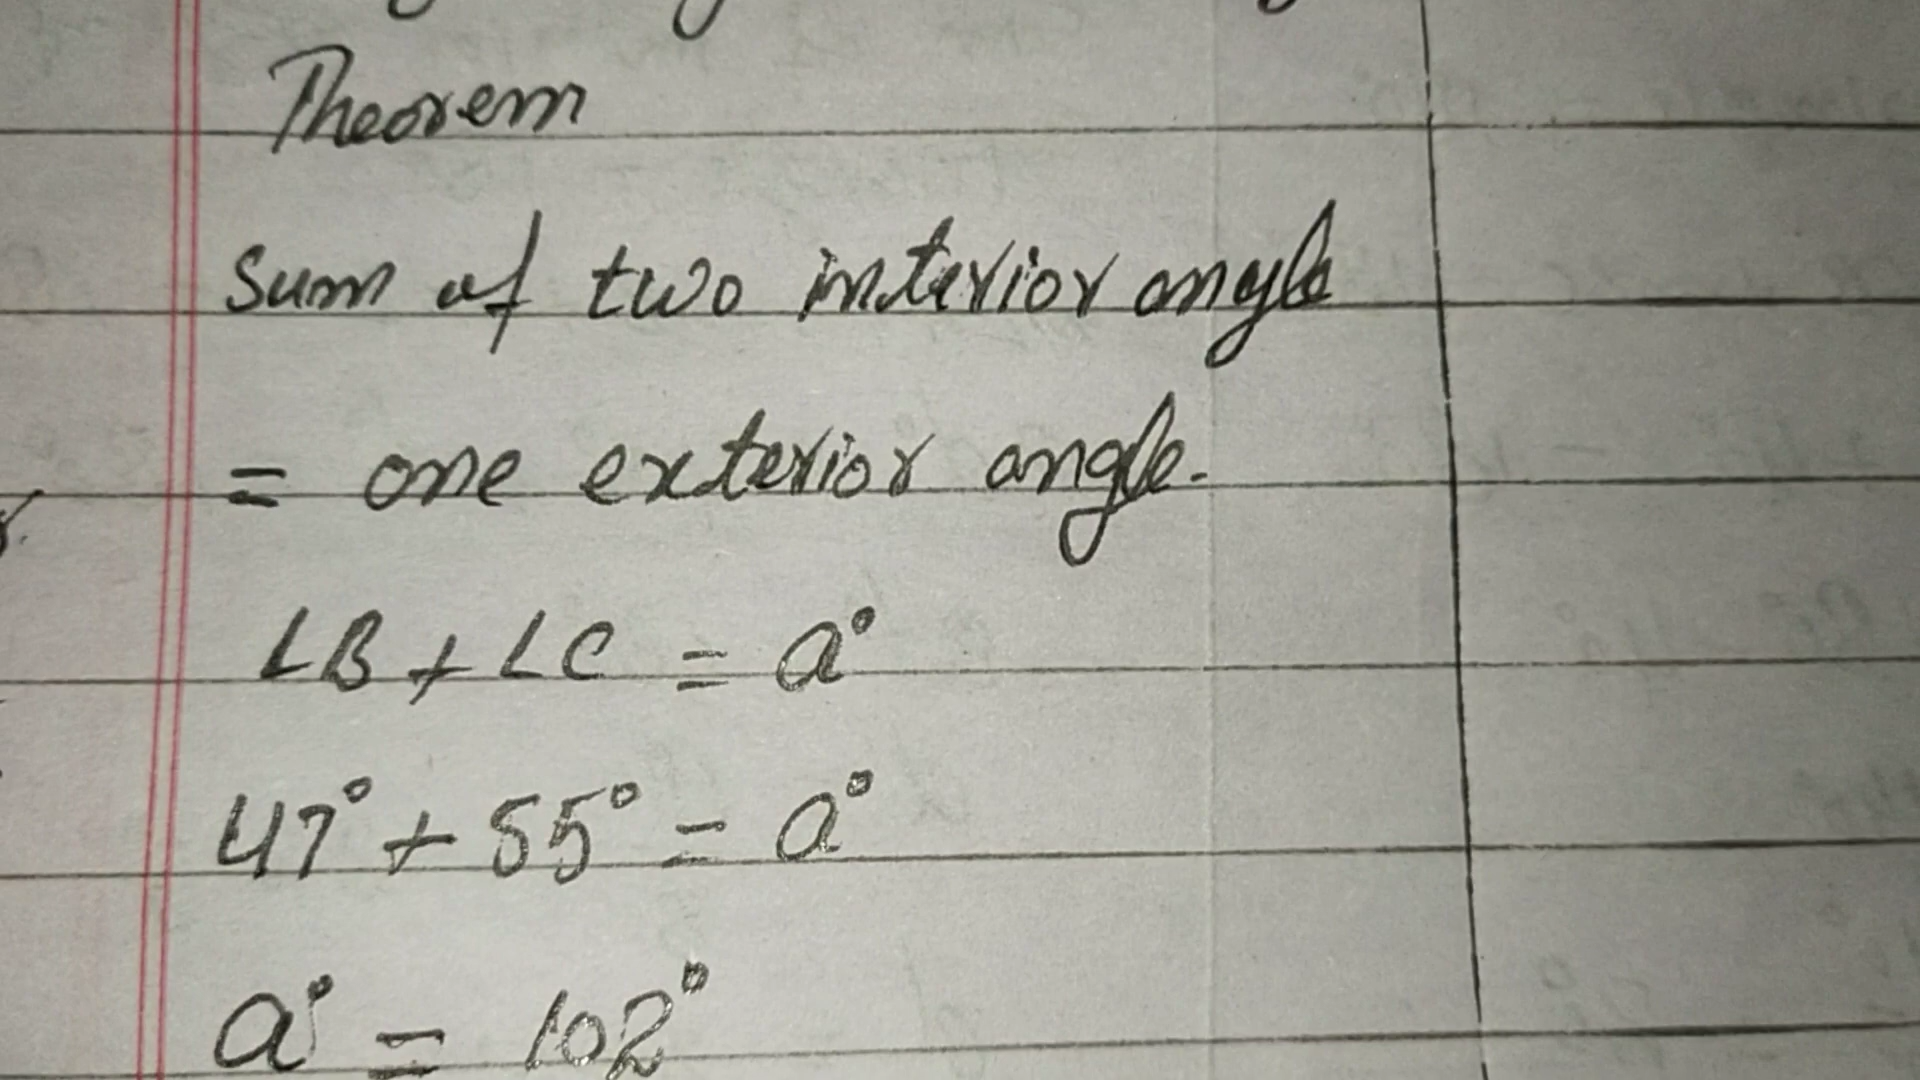 Theorem
Sum of two interior angle
= one exterior angle.
∠B + ∠C = a°
47° + 55° = a°
a° = 102°